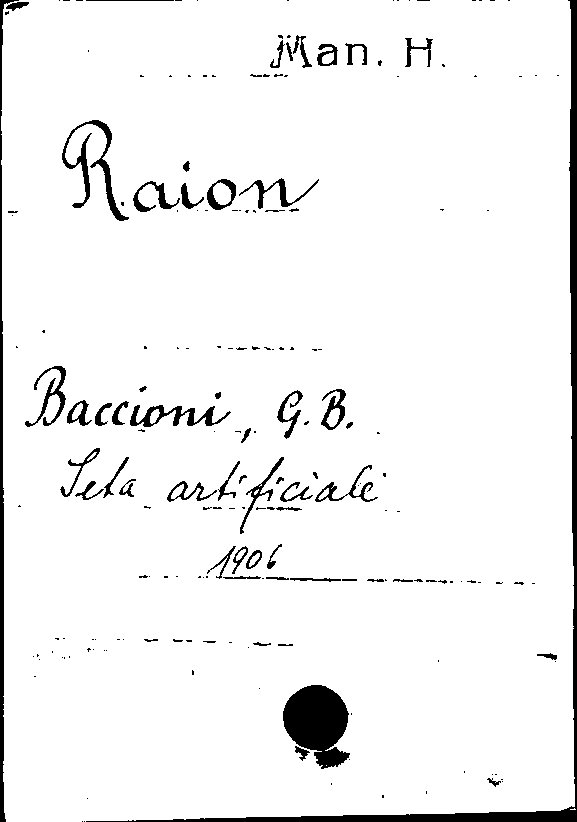 Man. H.
Raion
Baccioni, G. B.
Seta artificiale
1906